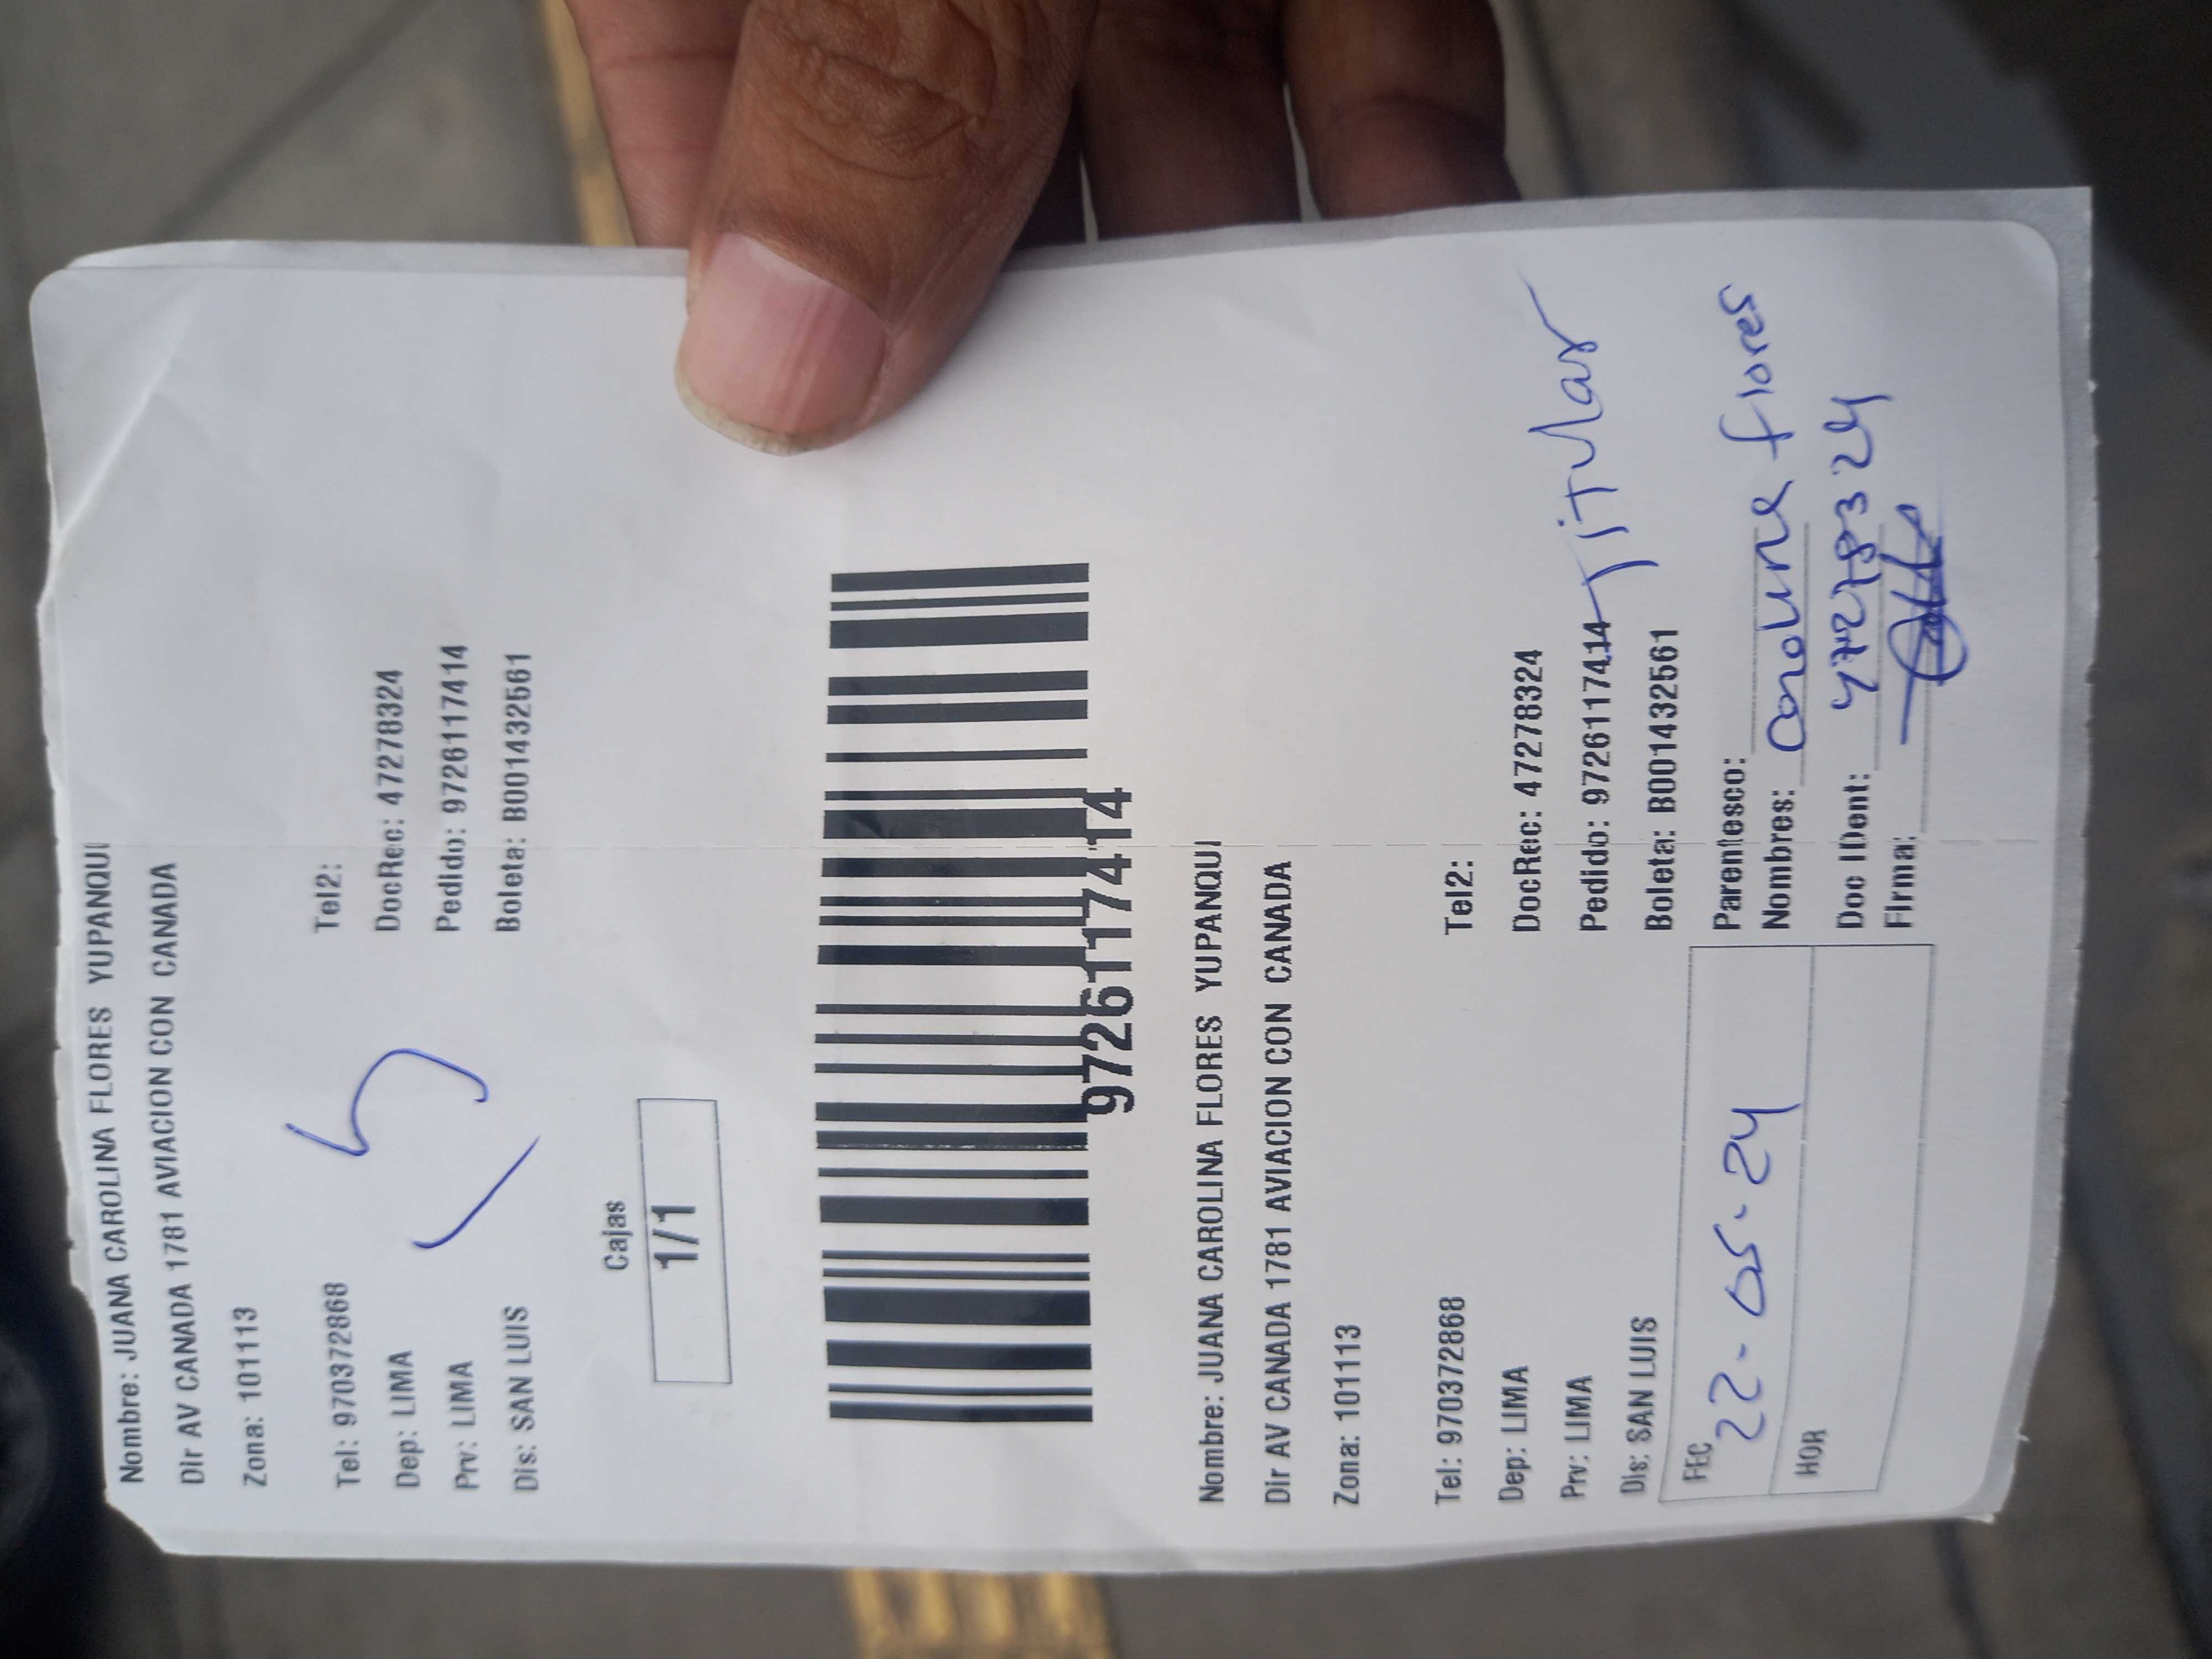 Nombre: JUANA CAROLINA FLORES YUPANQUI
Dir AV CANADA 1781 AVIACION CON CANADA
Zona: 101113
Tel: 970372868 Tel2:
Dep: LIMA DocRec: 47278324
Prv: LIMA Pedido: 97261117414
Dis: SAN LUIS Boleta: B001432561
Cajas
1/1
97261117414
Nombre: JUANA CAROLINA FLORES YUPANQUI
Dir AV CANADA 1781 AVIACION CON CANADA
Zona: 101113
Tel: 970372868 Tel2:
Dep: LIMA DocRec: 47278324
Prv: LIMA Pedido: 97261117414 Titular
Dis: SAN LUIS Boleta: B001432561
FEC 22-05-24 Parentesco:
Nombres: Carolina flores
HOR Doc IDent: 47278324
Firma: